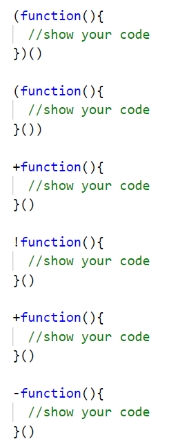 (function(){
//show your code
})()
(function(){
//show your code
}())
+function(){
//show your code
}()
!function(){
//show your code
}()
+function(){
//show your code
}()
-function(){
//show your code
}()